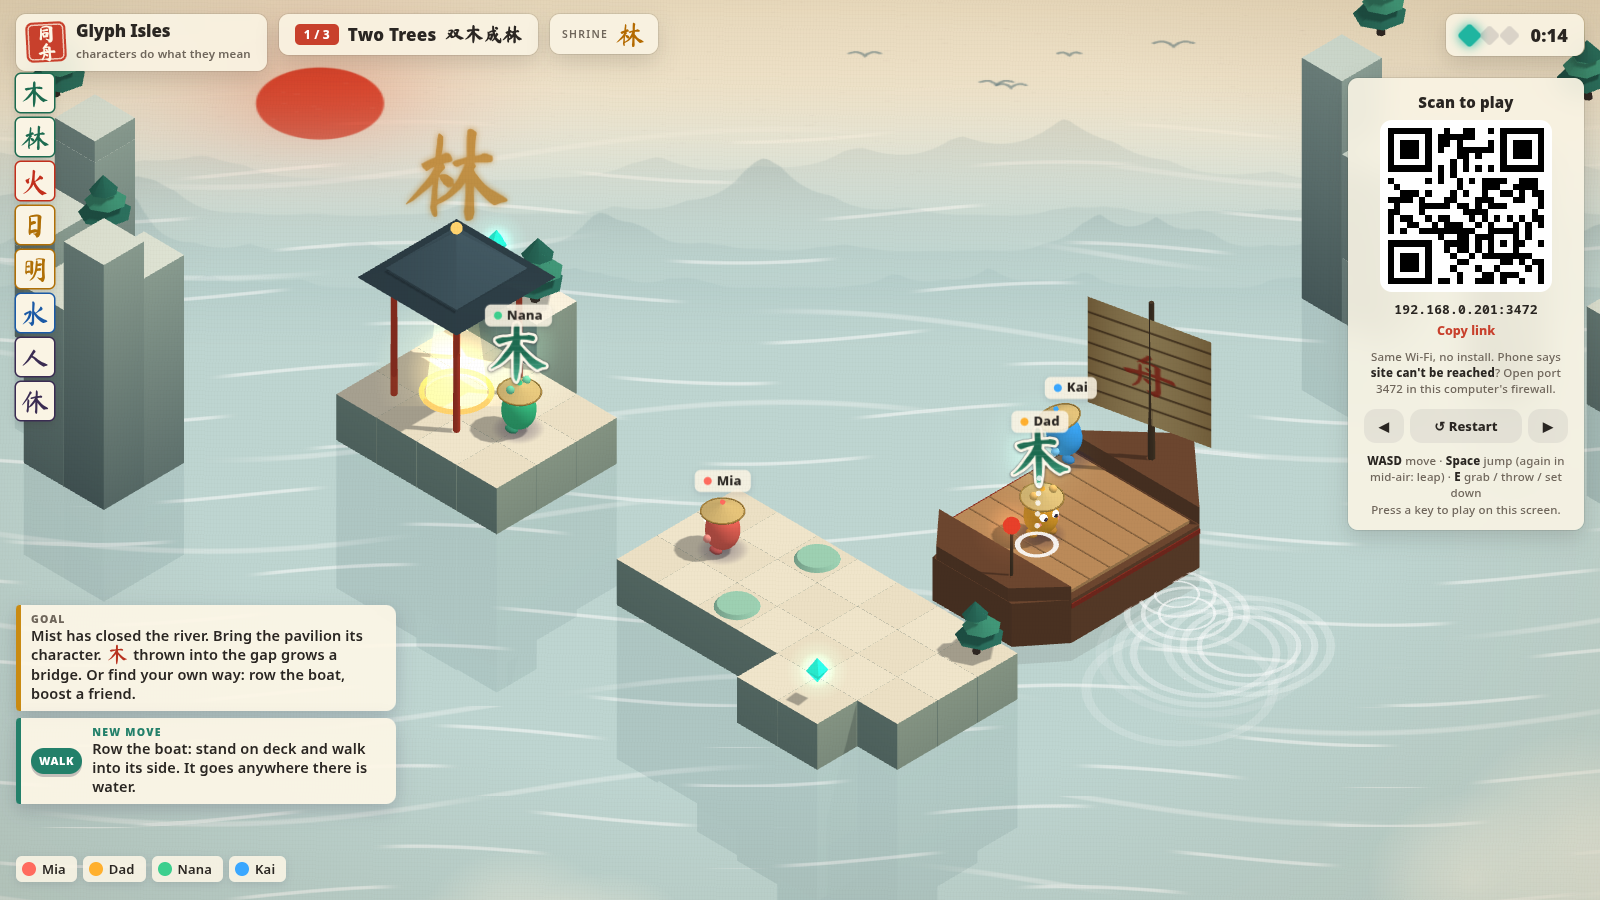 同舟
Glyph Isles
characters do what they mean
1 / 3 Two Trees 双木成林
SHRINE 林
0:14
木
林
火
日
明
水
人
休
林
Nana
木
Mia
Kai
Dad
木
舟
Scan to play
192.168.0.201:3472
Copy link
Same Wi-Fi, no install. Phone says
site can't be reached? Open port
3472 in this computer's firewall.
◀ ↺ Restart ▶
WASD move · Space jump (again in
mid-air: leap) · E grab / throw / set
down
Press a key to play on this screen.
GOAL
Mist has closed the river. Bring the pavilion its
character. 木 thrown into the gap grows a
bridge. Or find your own way: row the boat,
boost a friend.
NEW MOVE
WALK
Row the boat: stand on deck and walk
into its side. It goes anywhere there is
water.
Mia Dad Nana Kai